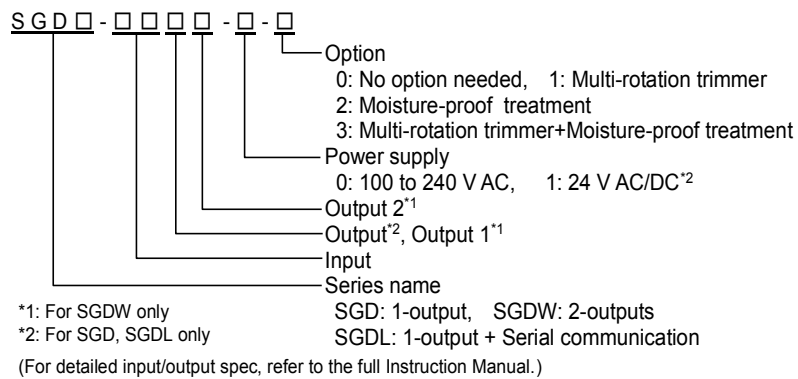 SGD□-□□□□-□-□
Option
0: No option needed, 1: Multi-rotation trimmer
2: Moisture-proof treatment
3: Multi-rotation trimmer+Moisture-proof treatment
Power supply
0: 100 to 240 V AC, 1: 24 V AC/DC*2
Output 2*1
Output*2, Output 1*1
Input
Series name
SGD: 1-output, SGDW: 2-outputs
SGDL: 1-output + Serial communication
*1: For SGDW only
*2: For SGD, SGDL only
(For detailed input/output spec, refer to the full Instruction Manual.)